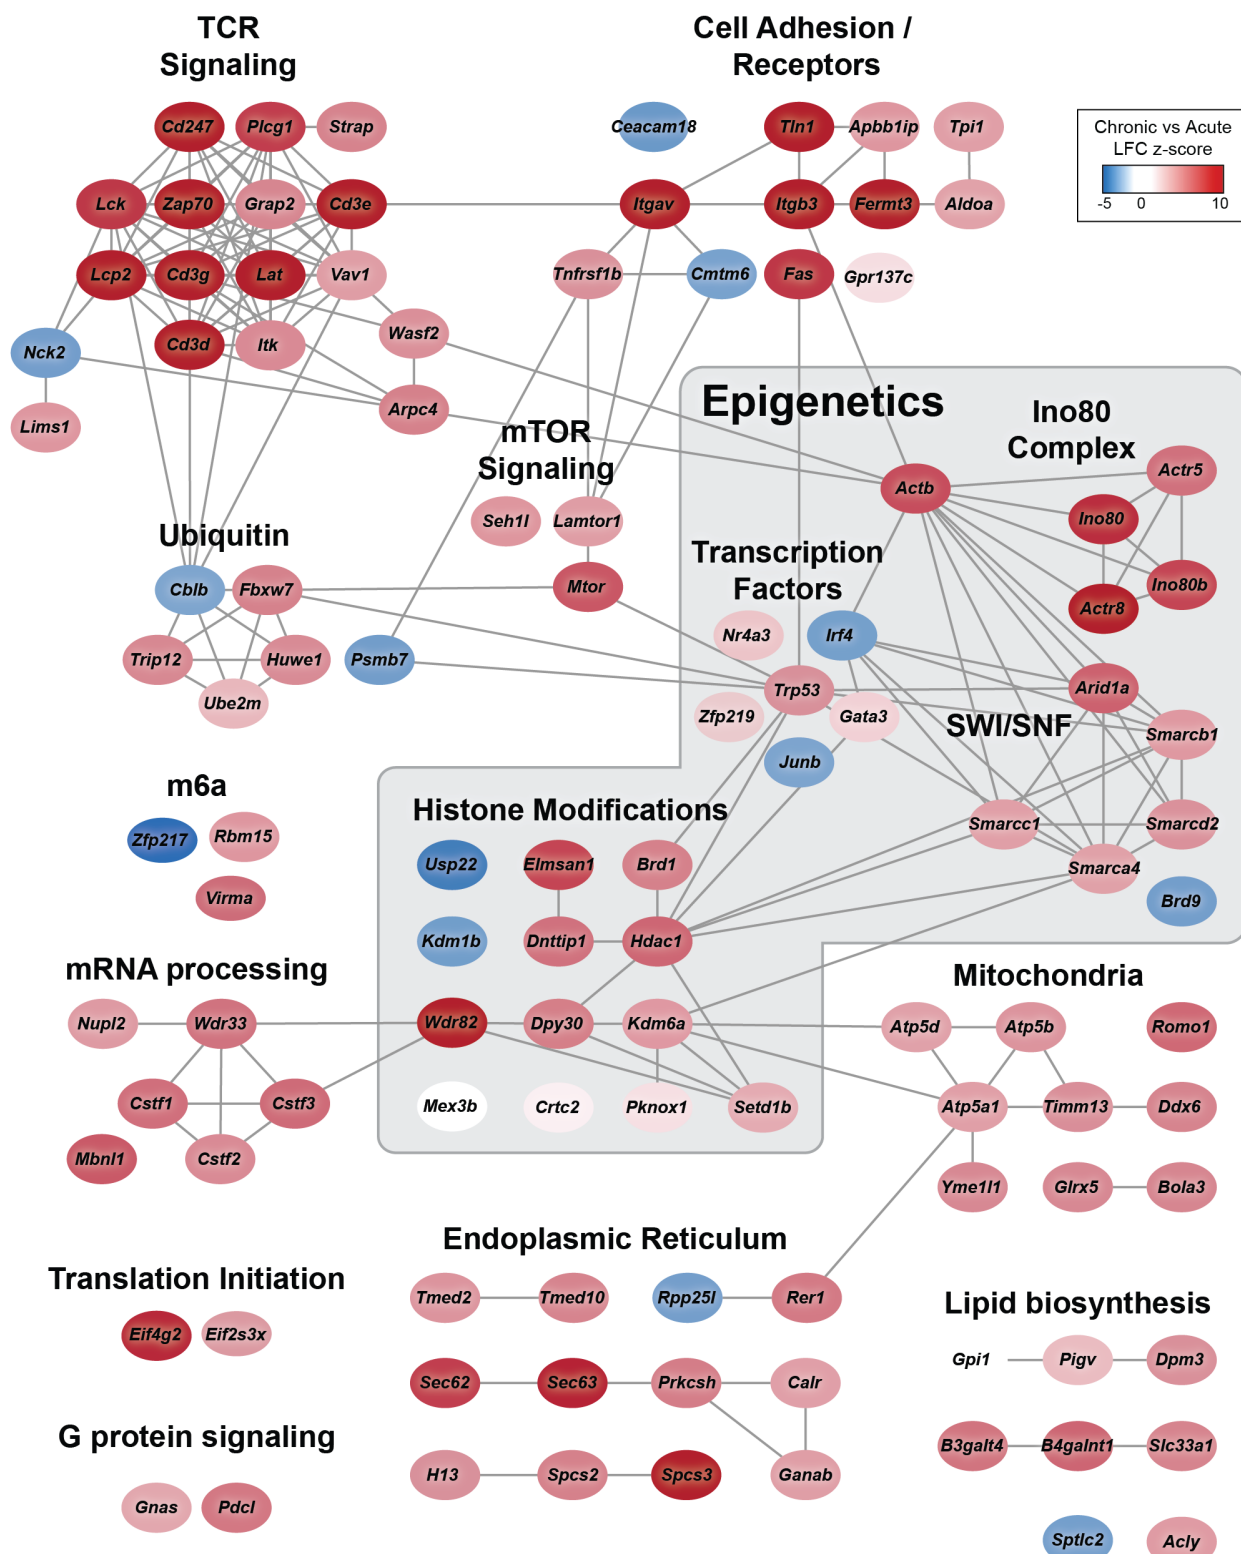 TCR
Signaling
Cell Adhesion /
Receptors
Chronic vs Acute
LFC z-score
-5 0 10
Cd247 Plcg1 Strap
Ceacam18 Tln1 Apbb1ip Tpi1
Lck Zap70 Grap2 Cd3e
Itgav Itgb3 Fermt3 Aldoa
Lcp2 Cd3g Lat Vav1
Tnfrsf1b Cmtm6 Fas Gpr137c
Nck2 Cd3d Itk Wasf2
Lims1 Arpc4
Epigenetics
Ino80
Complex
mTOR
Signaling
Actb Actr5
Ino80
Seh1l Lamtor1
Mtor
Ino80b
Actr8
Ubiquitin
Cblb Fbxw7
Trip12 Huwe1
Ube2m
Psmb7
Transcription
Factors
Nr4a3 Irf4
Trp53
Zfp219 Gata3
Junb
SWI/SNF
Arid1a
Smarcb1
Smarcc1 Smarcd2
Smarca4
Brd9
m6a
Zfp217 Rbm15
Virma
Histone Modifications
Usp22 Elmsan1 Brd1
Kdm1b Dnttip1 Hdac1
Wdr82 Dpy30 Kdm6a
Mex3b Crtc2 Pknox1 Setd1b
mRNA processing
Nupl2 Wdr33
Cstf1 Cstf3
Mbnl1 Cstf2
Mitochondria
Atp5d Atp5b Romo1
Atp5a1 Timm13 Ddx6
Yme1l1 Glrx5 Bola3
Endoplasmic Reticulum
Tmed2 Tmed10 Rpp25l Rer1
Sec62 Sec63 Prkcsh Calr
H13 Spcs2 Spcs3 Ganab
Translation Initiation
Eif4g2 Eif2s3x
G protein signaling
Gnas Pdcl
Lipid biosynthesis
Gpi1 Pigv Dpm3
B3galt4 B4galnt1 Slc33a1
Sptlc2 Acly